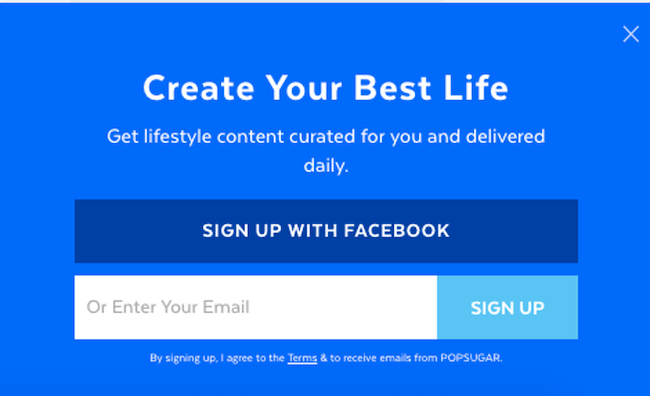 Create Your Best Life
Get lifestyle content curated for you and delivered
daily.
SIGN UP WITH FACEBOOK
Or Enter Your Email
SIGN UP
By signing up, I agree to the Terms & to receive emails from POPSUGAR.